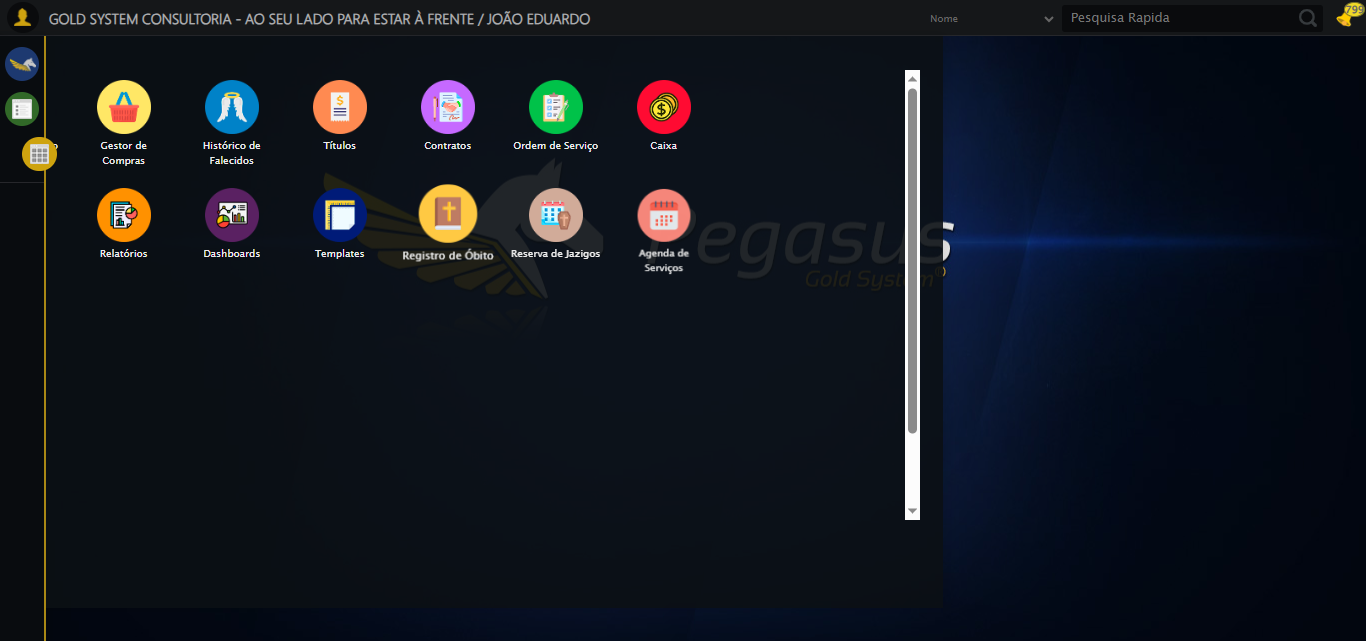 GOLD SYSTEM CONSULTORIA - AO SEU LADO PARA ESTAR À FRENTE / JOÃO EDUARDO
Nome
Pesquisa Rapida
799
Gestor de
Compras
Histórico de
Falecidos
Títulos
Contratos
Ordem de Serviço
Caixa
Relatórios
Dashboards
Templates
Registro de Óbito
Reserva de Jazigos
Agenda de
Serviços
Pegasus
Gold System